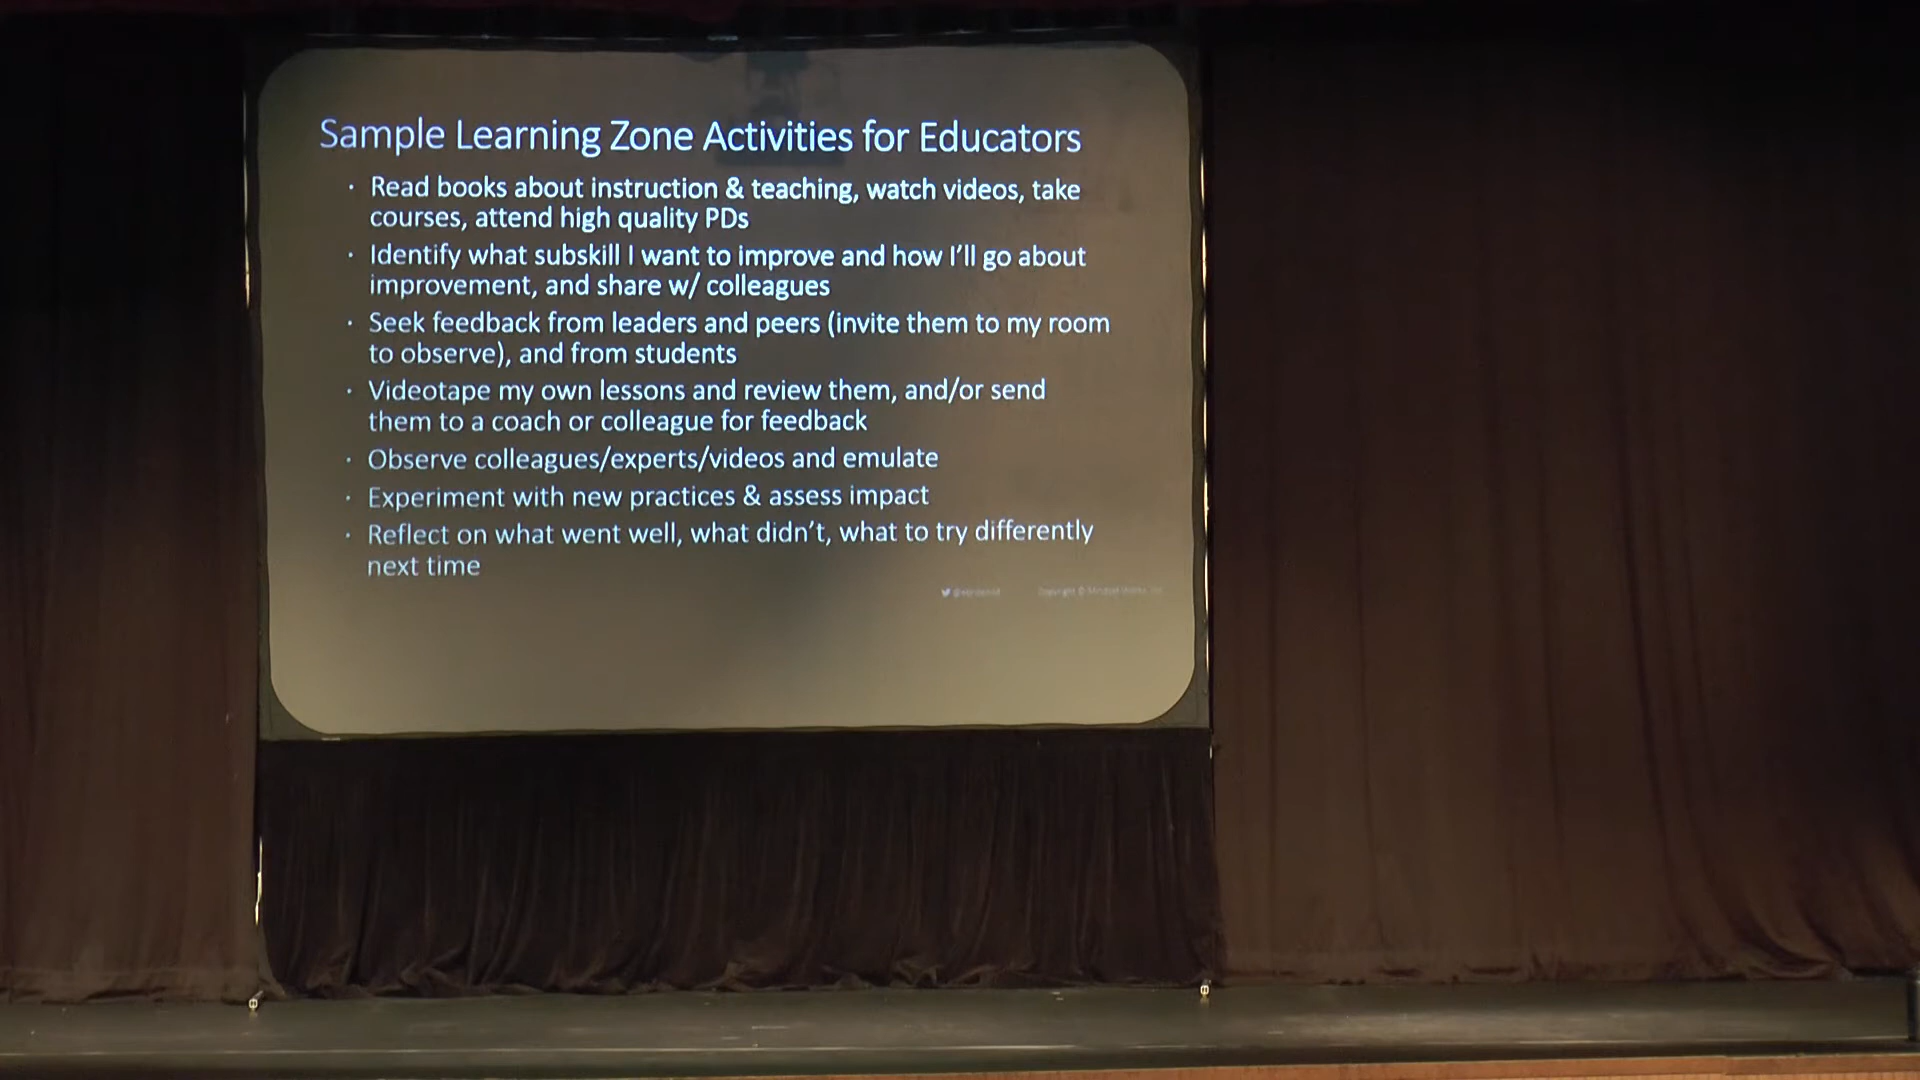 Sample Learning Zone Activities for Educators
· Read books about instruction & teaching, watch videos, take
courses, attend high quality PDs
· Identify what subskill I want to improve and how I'll go about
improvement, and share w/ colleagues
· Seek feedback from leaders and peers (invite them to my room
to observe), and from students
· Videotape my own lessons and review them, and/or send
them to a coach or colleague for feedback
· Observe colleagues/experts/videos and emulate
· Experiment with new practices & assess impact
· Reflect on what went well, what didn't, what to try differently
next time
Copyright © Mindset Works